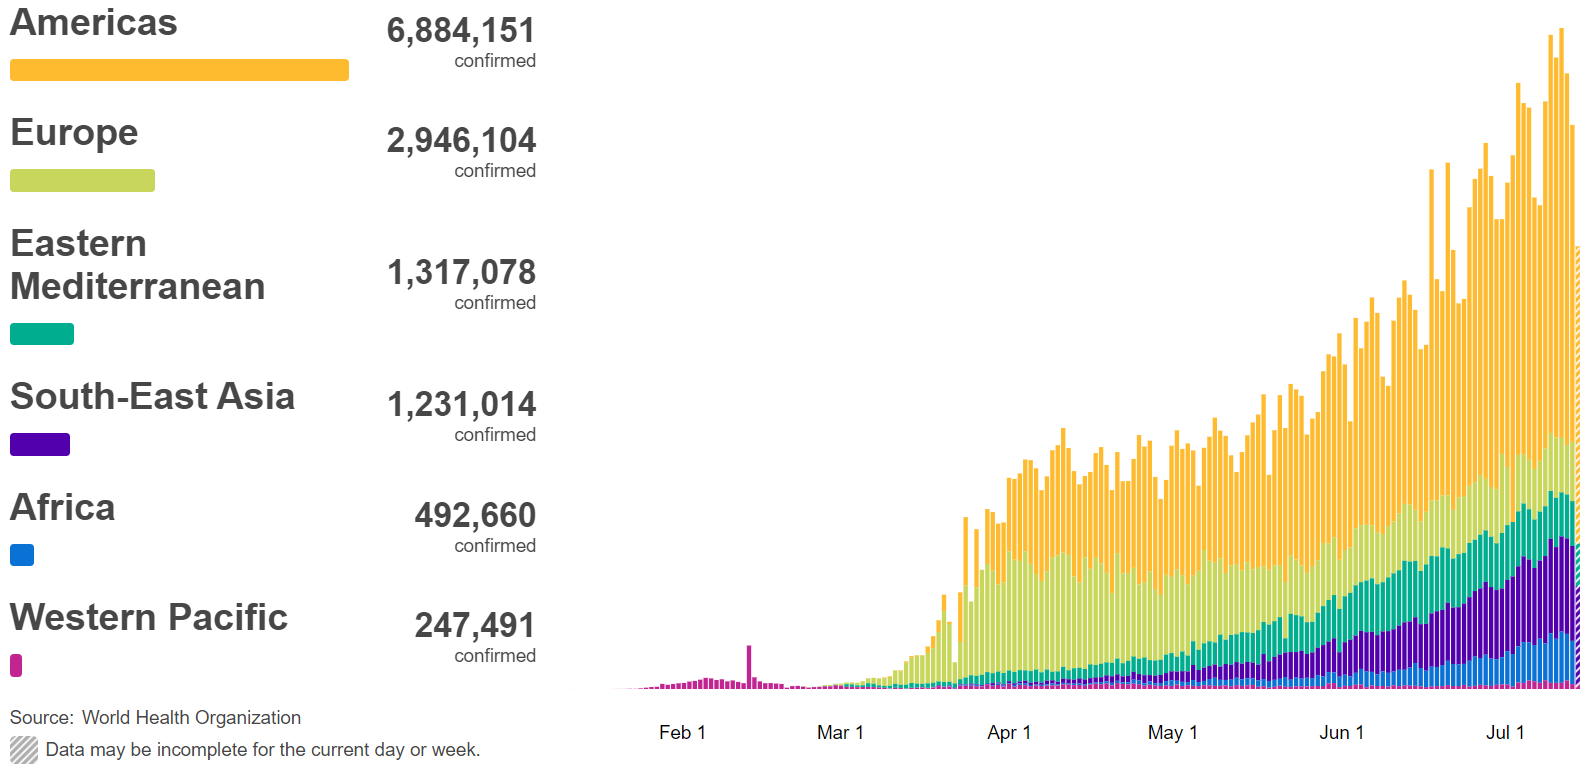 Americas
6,884,151
confirmed
Europe
2,946,104
confirmed
Eastern
Mediterranean
1,317,078
confirmed
South-East Asia
1,231,014
confirmed
Africa
492,660
confirmed
Western Pacific
247,491
confirmed
Source: World Health Organization
Data may be incomplete for the current day or week.
Feb 1 Mar 1 Apr 1 May 1 Jun 1 Jul 1